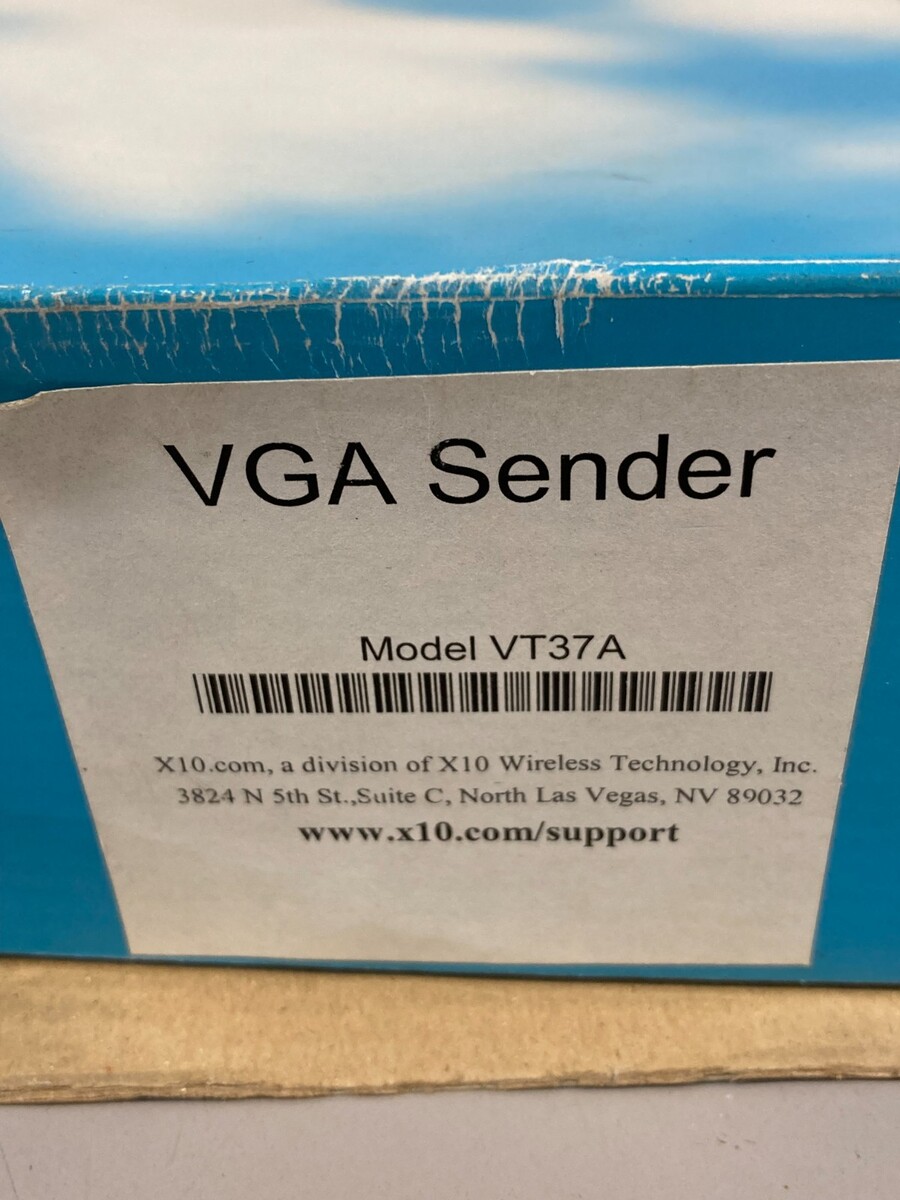 VGA Sender
Model VT37A
X10.com, a division of X10 Wireless Technology, Inc.
3824 N 5th St.,Suite C, North Las Vegas, NV 89032
www.x10.com/support